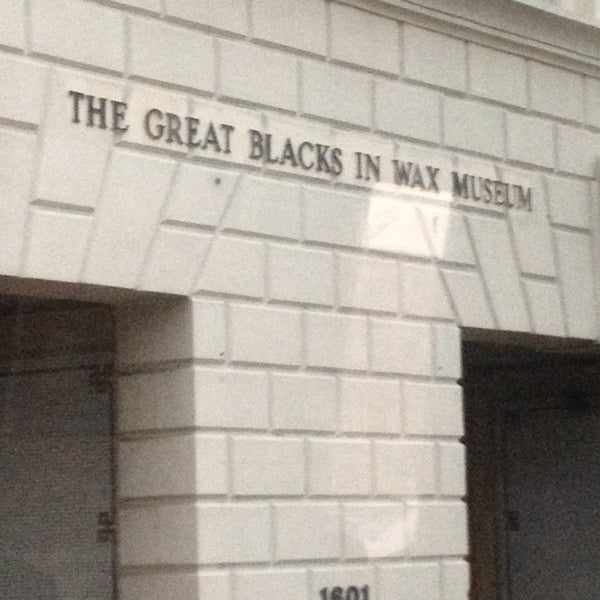 THE GREAT BLACKS IN WAX MUSEUM
1601